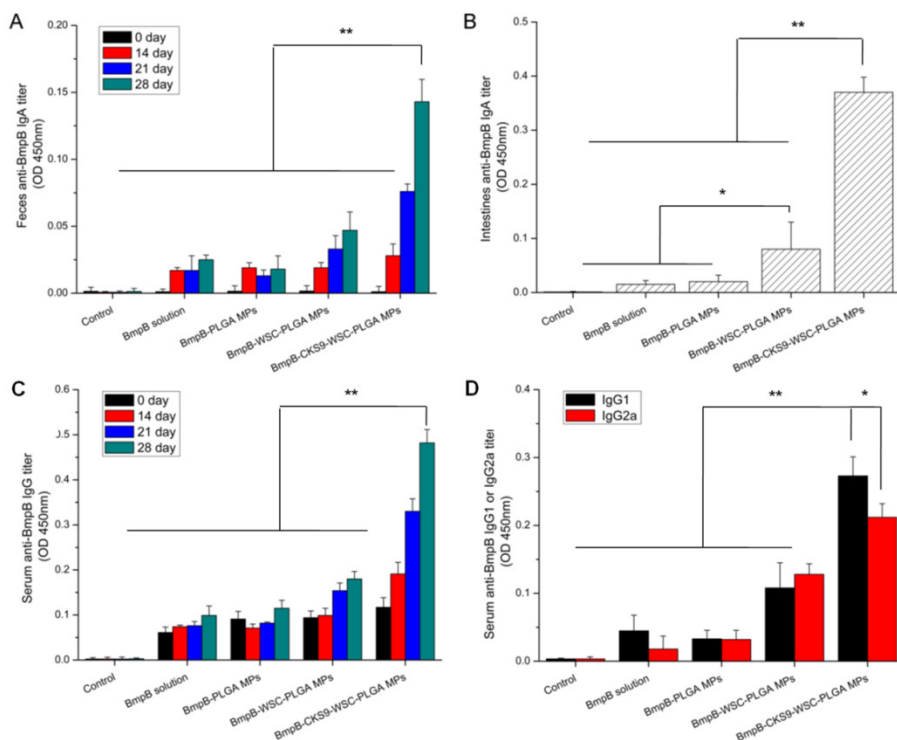 A
Feces anti-BmpB IgA titer
(OD 450nm)
0.20
0.15
0.10
0.05
0.00
0 day
14 day
21 day
28 day
**
Control
BmpB solution
BmpB-PLGA MPs
BmpB-WSC-PLGA MPs
BmpB-CKS9-WSC-PLGA MPs
B
Intestines anti-BmpB IgA titer
(OD 450nm)
0.4
0.3
0.2
0.1
0.0
**
*
Control
BmpB solution
BmpB-PLGA MPs
BmpB-WSC-PLGA MPs
BmpB-CKS9-WSC-PLGA MPs
C
Serum anti-BmpB IgG titer
(OD 450nm)
0.6
0.5
0.4
0.3
0.2
0.1
0.0
0 day
14 day
21 day
28 day
**
Control
BmpB solution
BmpB-PLGA MPs
BmpB-WSC-PLGA MPs
BmpB-CKS9-WSC-PLGA MPs
D
Serum anti-BmpB IgG1 or IgG2a titer
(OD 450nm)
0.4
0.3
0.2
0.1
0.0
IgG1
IgG2a
**
*
Control
BmpB solution
BmpB-PLGA MPs
BmpB-WSC-PLGA MPs
BmpB-CKS9-WSC-PLGA MPs